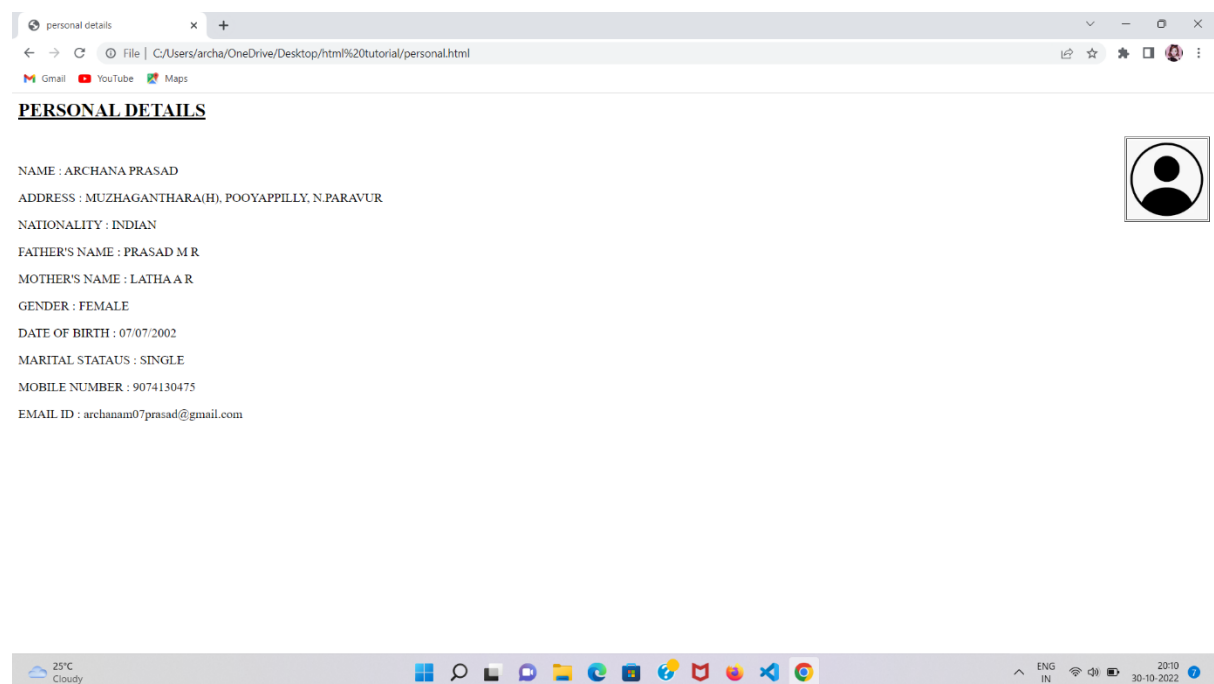 personal details
File | C:/Users/archa/OneDrive/Desktop/html%20tutorial/personal.html
Gmail YouTube Maps
PERSONAL DETAILS
NAME : ARCHANA PRASAD
ADDRESS : MUZHAGANTHARA(H), POOYAPPILLY, N.PARAVUR
NATIONALITY : INDIAN
FATHER'S NAME : PRASAD M R
MOTHER'S NAME : LATHA A R
GENDER : FEMALE
DATE OF BIRTH : 07/07/2002
MARITAL STATAUS : SINGLE
MOBILE NUMBER : 9074130475
EMAIL ID : archanam07prasad@gmail.com
25°C
Cloudy
ENG
IN
20:10
30-10-2022
7